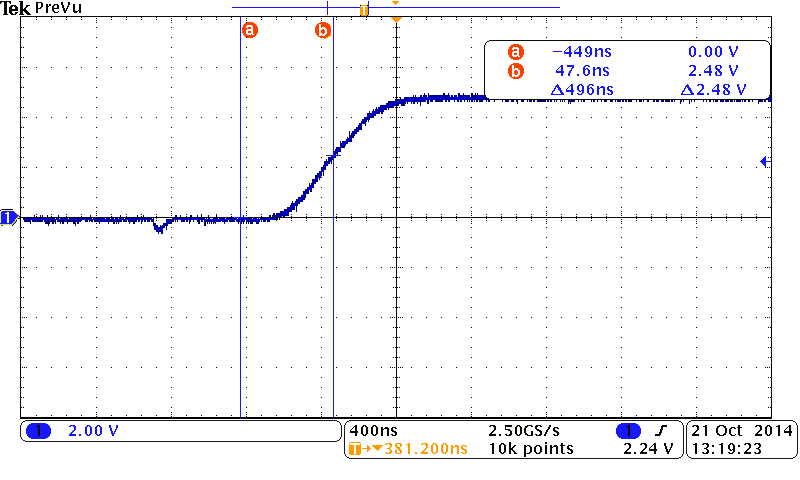 Tek PreVu
T
a b
a −449ns 0.00 V
b 47.6ns 2.48 V
Δ496ns Δ2.48 V
1
1 2.00 V 400ns 2.50GS/s 1 21 Oct 2014
T→▼381.200ns 10k points 2.24 V 13:19:23